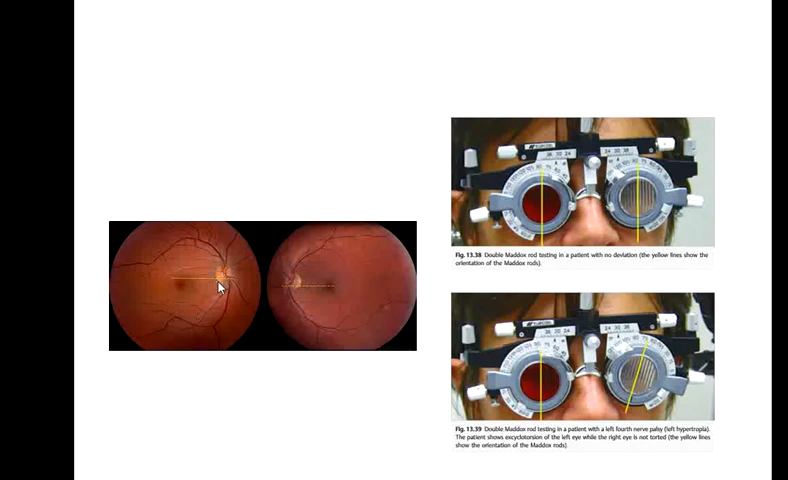 Fig. 13.38 Double Maddox rod testing in a patient with no deviation (the yellow lines show the
orientation of the Maddox rods).
Fig. 13.39 Double Maddox rod testing in a patient with a left fourth nerve palsy (left hypertropia).
The patient shows excyclotorsion of the left eye while the right eye is not torted (the yellow lines
show the orientation of the Maddox rods).